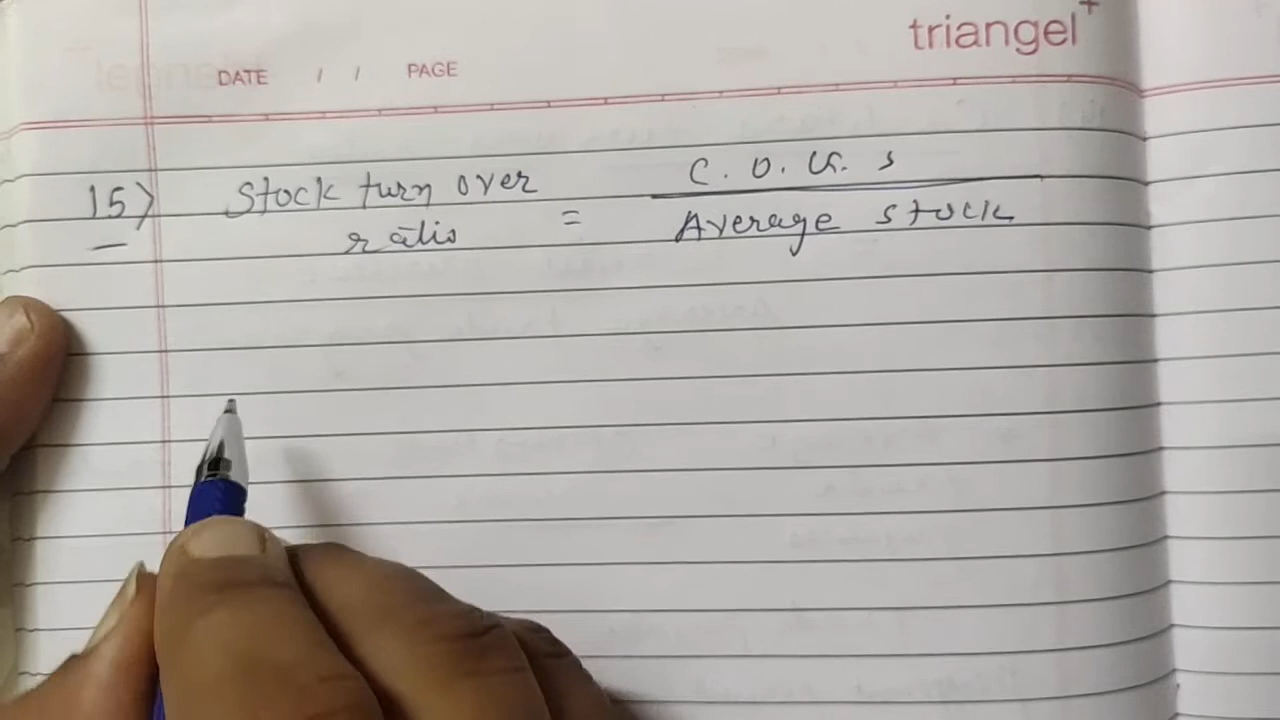 triangel+
DATE / / PAGE
15) Stock turn over ratio = C. O. G. S / Average stock